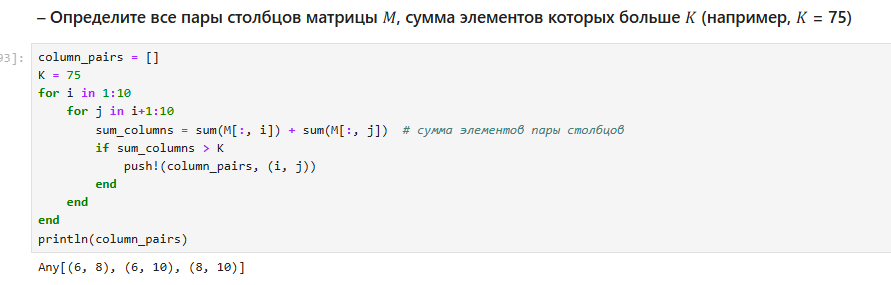 – Определите все пары столбцов матрицы M, сумма элементов которых больше K (например, K = 75)
93]:
column_pairs = []
K = 75
for i in 1:10
    for j in i+1:10
        sum_columns = sum(M[:, i]) + sum(M[:, j])  # сумма элементов пары столбцов
        if sum_columns > K
            push!(column_pairs, (i, j))
        end
    end
end
println(column_pairs)
Any[(6, 8), (6, 10), (8, 10)]